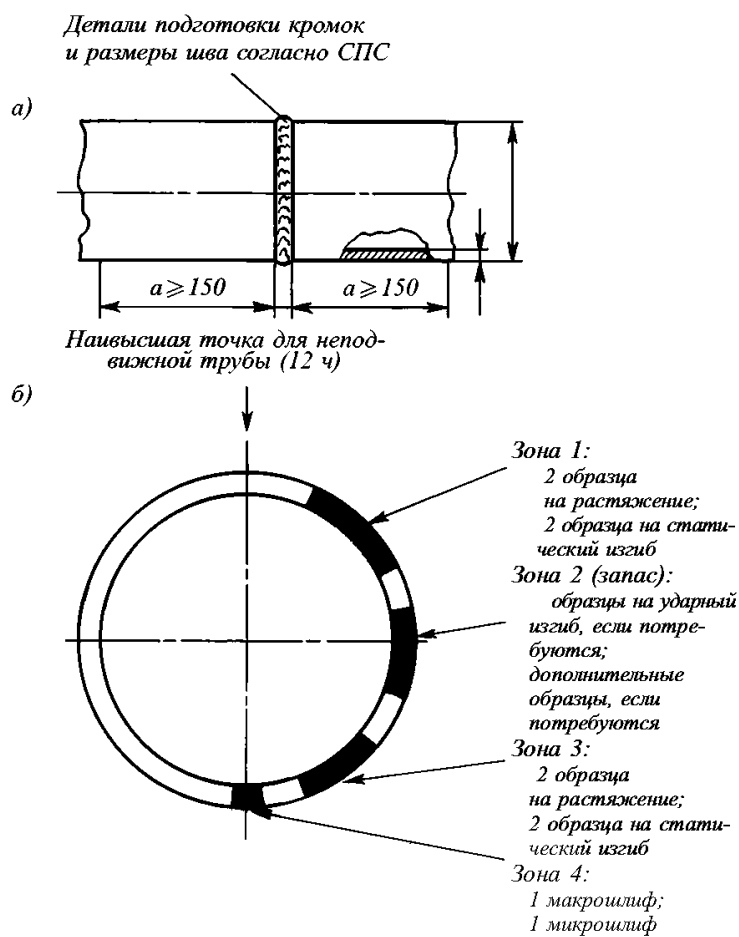 Детали подготовки кромок
и размеры шва согласно СПС
а)
a ⩾ 150
a ⩾ 150
Наивысшая точка для непод-
вижной трубы (12 ч)
б)
Зона 1:
2 образца
на растяжение;
2 образца на стати-
ческий изгиб
Зона 2 (запас):
образцы на ударный
изгиб, если потре-
буются;
дополнительные
образцы, если
потребуются
Зона 3:
2 образца
на растяжение;
2 образца на стати-
ческий изгиб
Зона 4:
1 макрошлиф;
1 микрошлиф